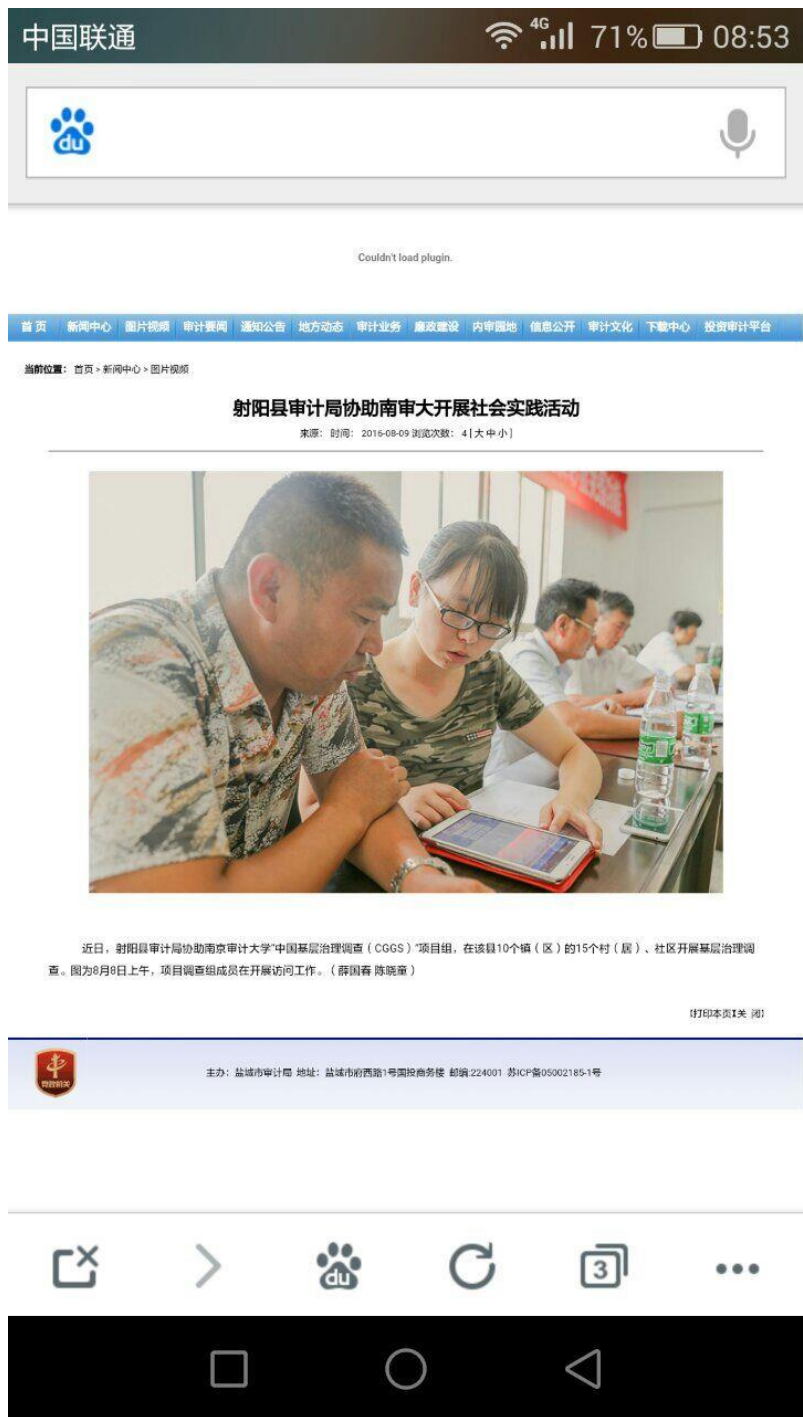 中国联通 4G 71% 08:53
du
Couldn't load plugin.
首 页 新闻中心 图片视频 审计要闻 通知公告 地方动态 审计业务 廉政建设 内审园地 信息公开 审计文化 下载中心 投资审计平台
当前位置： 首页 > 新闻中心 > 图片视频
射阳县审计局协助南审大开展社会实践活动
来源： 时间： 2016-08-09 浏览次数： 4 [ 大 中 小 ]
近日，射阳县审计局协助南京审计大学“中国基层治理调查（CGGS）”项目组，在该县10个镇（区）的15个村（居）、社区开展基层治理调
查。图为8月8日上午，项目调查组成员在开展访问工作。（薛国春 陈晓童）
【打印本页】【关 闭】
党政机关
主办：盐城市审计局 地址：盐城市府西路1号国投商务楼 邮编:224001 苏ICP备05002185-1号
du
3